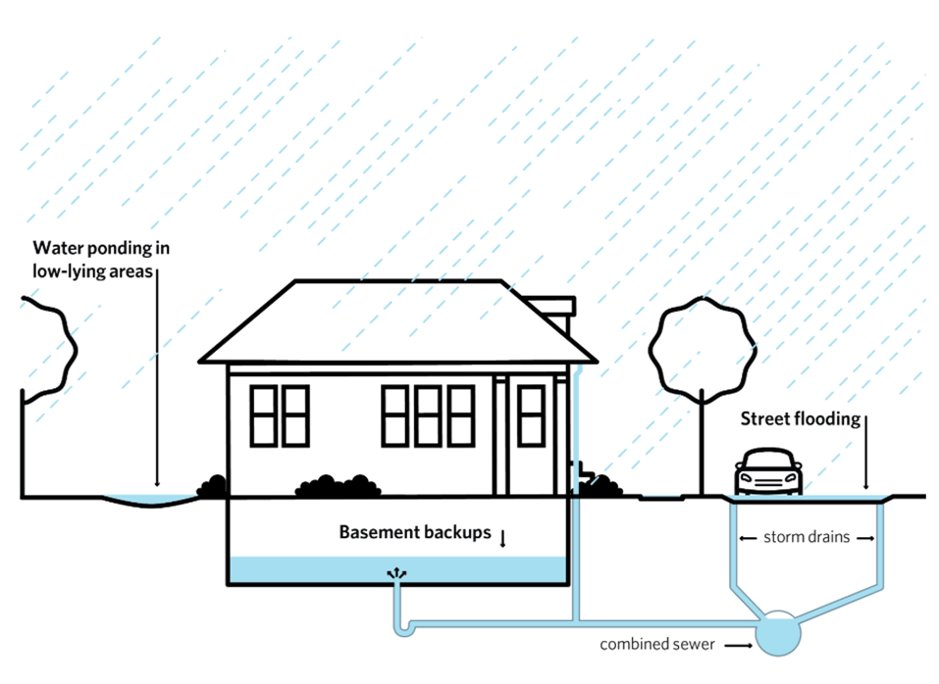 Water ponding in
low-lying areas
Street flooding
Basement backups
storm drains
combined sewer